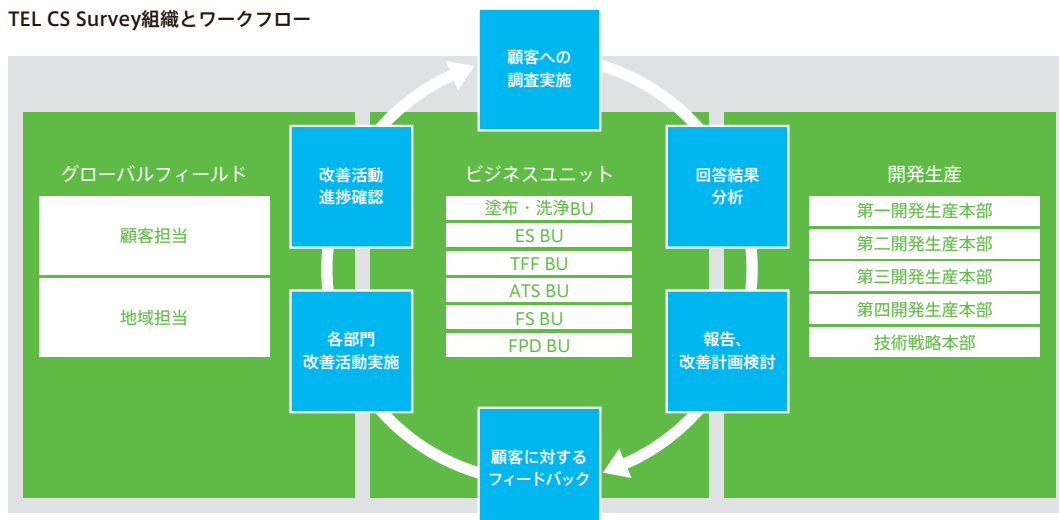 TEL CS Survey組織とワークフロー
顧客への
調査実施
グローバルフィールド
顧客担当
地域担当
改善活動
進捗確認
各部門
改善活動実施
ビジネスユニット
塗布・洗浄BU
ES BU
TFF BU
ATS BU
FS BU
FPD BU
回答結果
分析
報告、
改善計画検討
開発生産
第一開発生産本部
第二開発生産本部
第三開発生産本部
第四開発生産本部
技術戦略本部
顧客に対する
フィードバック